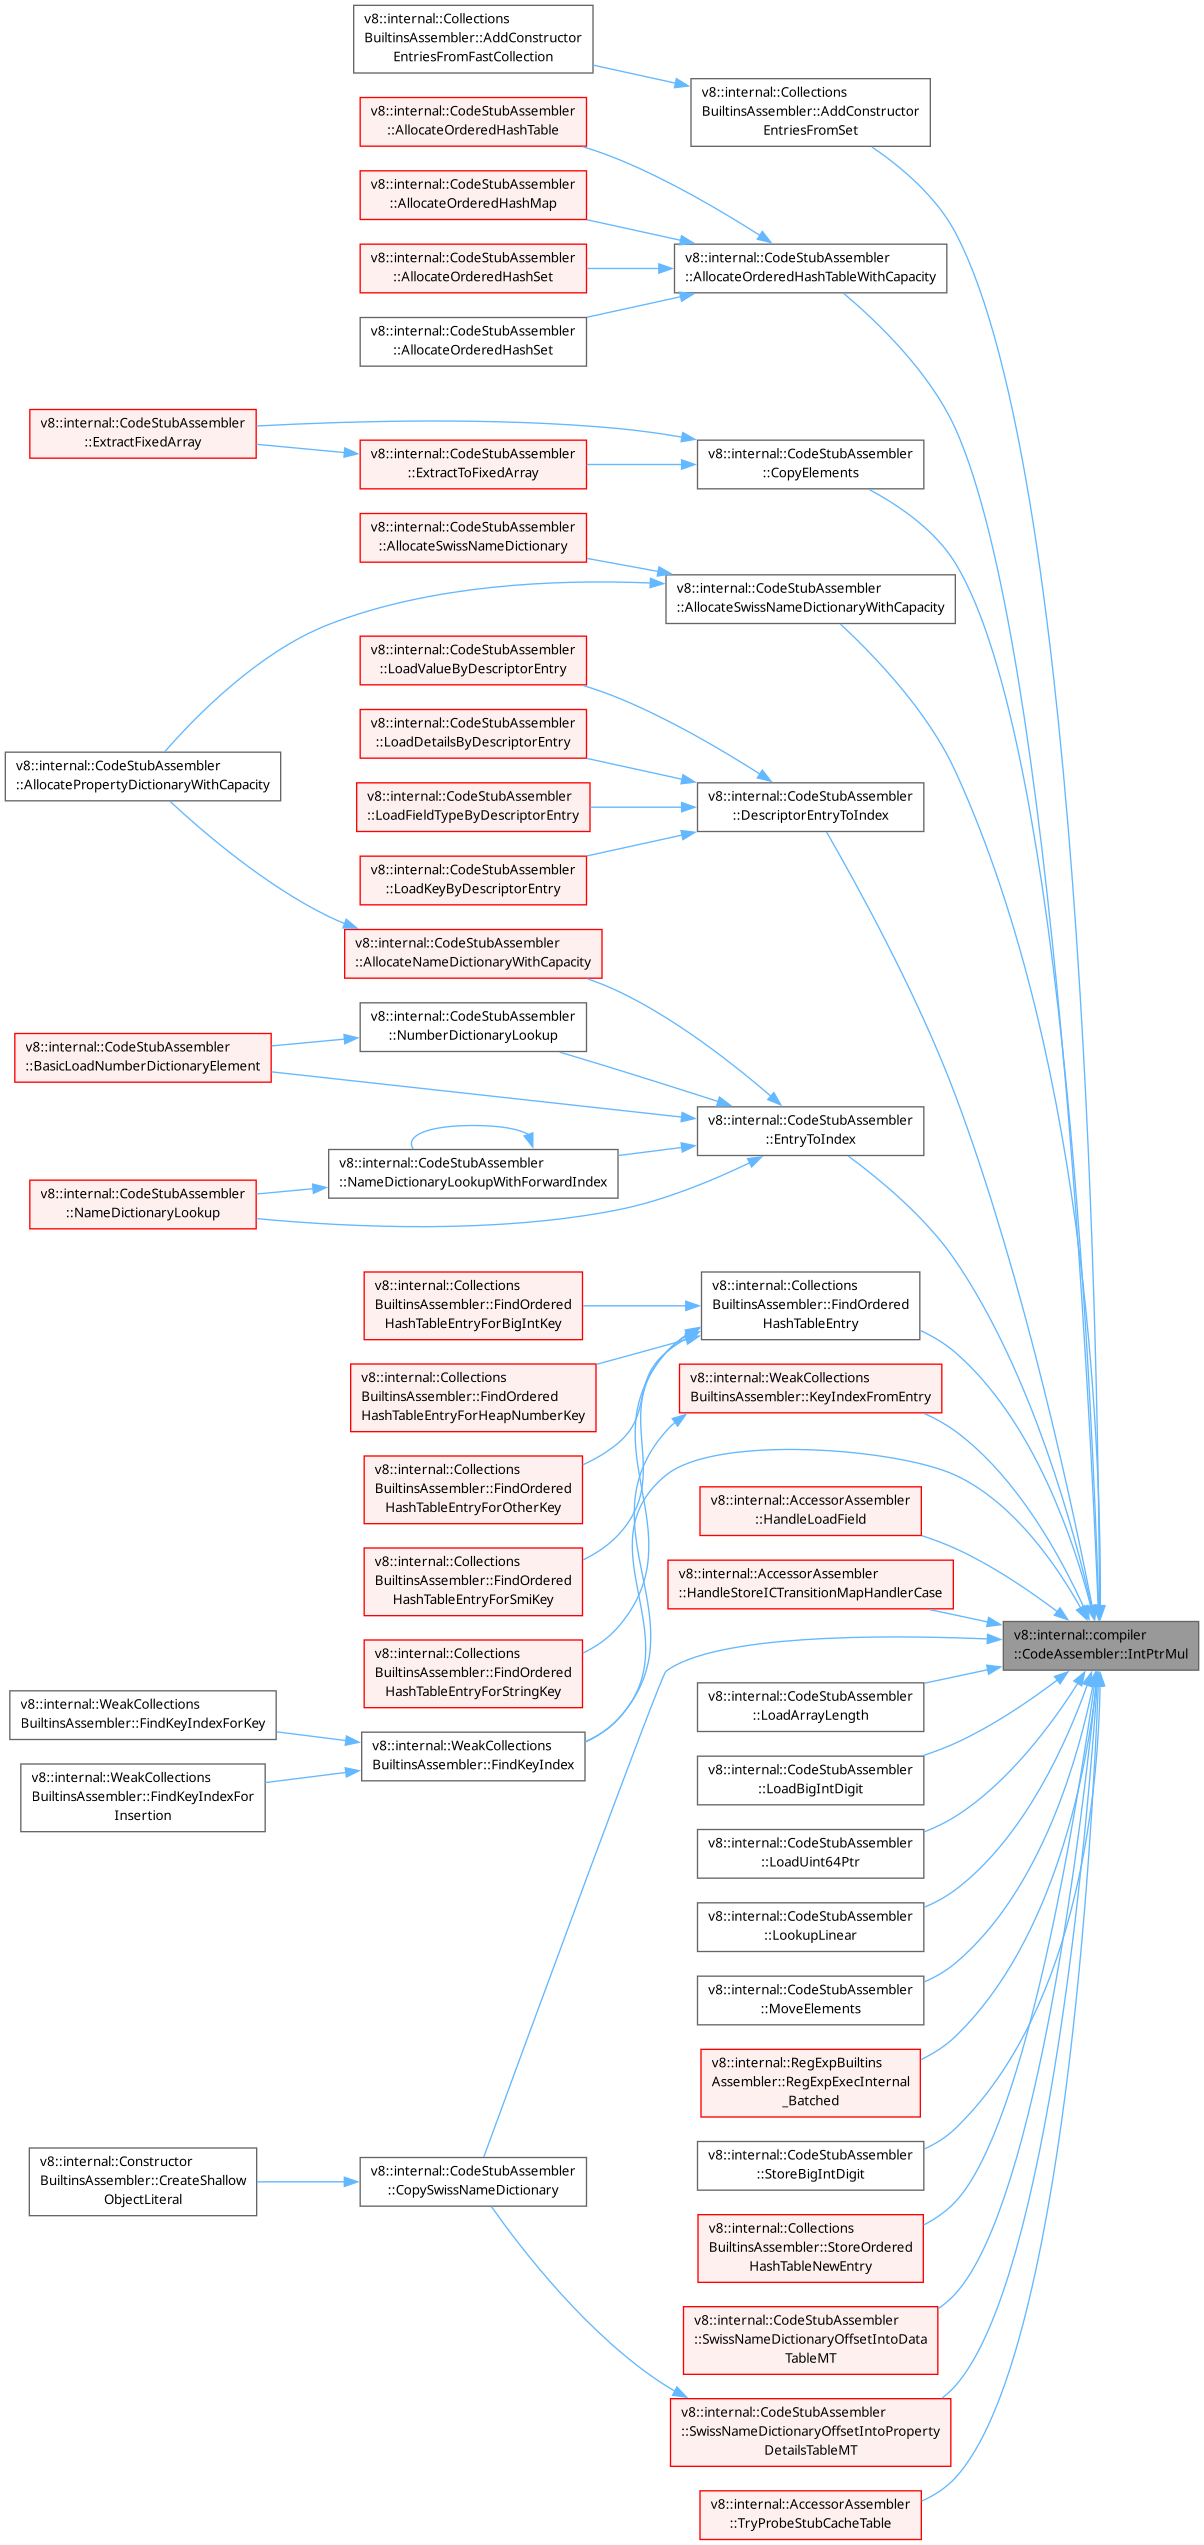 v8::internal::Collections
BuiltinsAssembler::AddConstructor
EntriesFromFastCollection
v8::internal::Collections
BuiltinsAssembler::AddConstructor
EntriesFromSet
v8::internal::CodeStubAssembler
::AllocateOrderedHashTable
v8::internal::CodeStubAssembler
::AllocateOrderedHashMap
v8::internal::CodeStubAssembler
::AllocateOrderedHashSet
v8::internal::CodeStubAssembler
::AllocateOrderedHashTableWithCapacity
v8::internal::CodeStubAssembler
::AllocateOrderedHashSet
v8::internal::CodeStubAssembler
::ExtractFixedArray
v8::internal::CodeStubAssembler
::ExtractToFixedArray
v8::internal::CodeStubAssembler
::CopyElements
v8::internal::CodeStubAssembler
::AllocateSwissNameDictionary
v8::internal::CodeStubAssembler
::AllocateSwissNameDictionaryWithCapacity
v8::internal::CodeStubAssembler
::LoadValueByDescriptorEntry
v8::internal::CodeStubAssembler
::LoadDetailsByDescriptorEntry
v8::internal::CodeStubAssembler
::AllocatePropertyDictionaryWithCapacity
v8::internal::CodeStubAssembler
::LoadFieldTypeByDescriptorEntry
v8::internal::CodeStubAssembler
::DescriptorEntryToIndex
v8::internal::CodeStubAssembler
::LoadKeyByDescriptorEntry
v8::internal::CodeStubAssembler
::AllocateNameDictionaryWithCapacity
v8::internal::CodeStubAssembler
::NumberDictionaryLookup
v8::internal::CodeStubAssembler
::BasicLoadNumberDictionaryElement
v8::internal::CodeStubAssembler
::EntryToIndex
v8::internal::CodeStubAssembler
::NameDictionaryLookupWithForwardIndex
v8::internal::CodeStubAssembler
::NameDictionaryLookup
v8::internal::Collections
BuiltinsAssembler::FindOrdered
HashTableEntryForBigIntKey
v8::internal::Collections
BuiltinsAssembler::FindOrdered
HashTableEntry
v8::internal::Collections
BuiltinsAssembler::FindOrdered
HashTableEntryForHeapNumberKey
v8::internal::WeakCollections
BuiltinsAssembler::KeyIndexFromEntry
v8::internal::Collections
BuiltinsAssembler::FindOrdered
HashTableEntryForOtherKey
v8::internal::AccessorAssembler
::HandleLoadField
v8::internal::Collections
BuiltinsAssembler::FindOrdered
HashTableEntryForSmiKey
v8::internal::AccessorAssembler
::HandleStoreICTransitionMapHandlerCase
v8::internal::compiler
::CodeAssembler::IntPtrMul
v8::internal::Collections
BuiltinsAssembler::FindOrdered
HashTableEntryForStringKey
v8::internal::CodeStubAssembler
::LoadArrayLength
v8::internal::WeakCollections
BuiltinsAssembler::FindKeyIndexForKey
v8::internal::WeakCollections
BuiltinsAssembler::FindKeyIndex
v8::internal::CodeStubAssembler
::LoadBigIntDigit
v8::internal::WeakCollections
BuiltinsAssembler::FindKeyIndexFor
Insertion
v8::internal::CodeStubAssembler
::LoadUint64Ptr
v8::internal::CodeStubAssembler
::LookupLinear
v8::internal::CodeStubAssembler
::MoveElements
v8::internal::RegExpBuiltins
Assembler::RegExpExecInternal
_Batched
v8::internal::CodeStubAssembler
::StoreBigIntDigit
v8::internal::Constructor
BuiltinsAssembler::CreateShallow
ObjectLiteral
v8::internal::CodeStubAssembler
::CopySwissNameDictionary
v8::internal::Collections
BuiltinsAssembler::StoreOrdered
HashTableNewEntry
v8::internal::CodeStubAssembler
::SwissNameDictionaryOffsetIntoData
TableMT
v8::internal::CodeStubAssembler
::SwissNameDictionaryOffsetIntoProperty
DetailsTableMT
v8::internal::AccessorAssembler
::TryProbeStubCacheTable